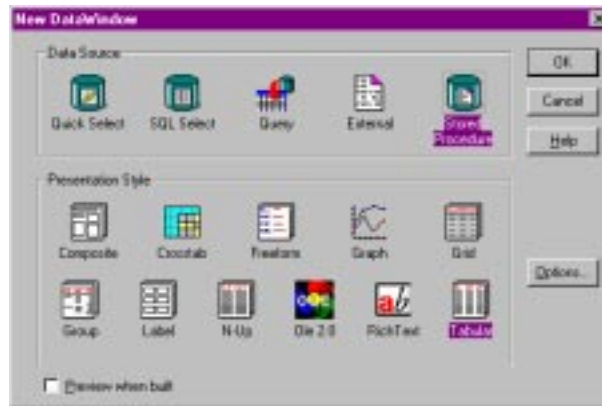 New DataWindow
Data Source
Quick Select
SQL Select
Query
External
Stored Procedure
OK
Cancel
Help
Presentation Style
Composite
Crosstab
Freeform
Graph
Grid
Options...
Group
Label
N-Up
Ole 2.0
RichText
Tabular
Preview when built